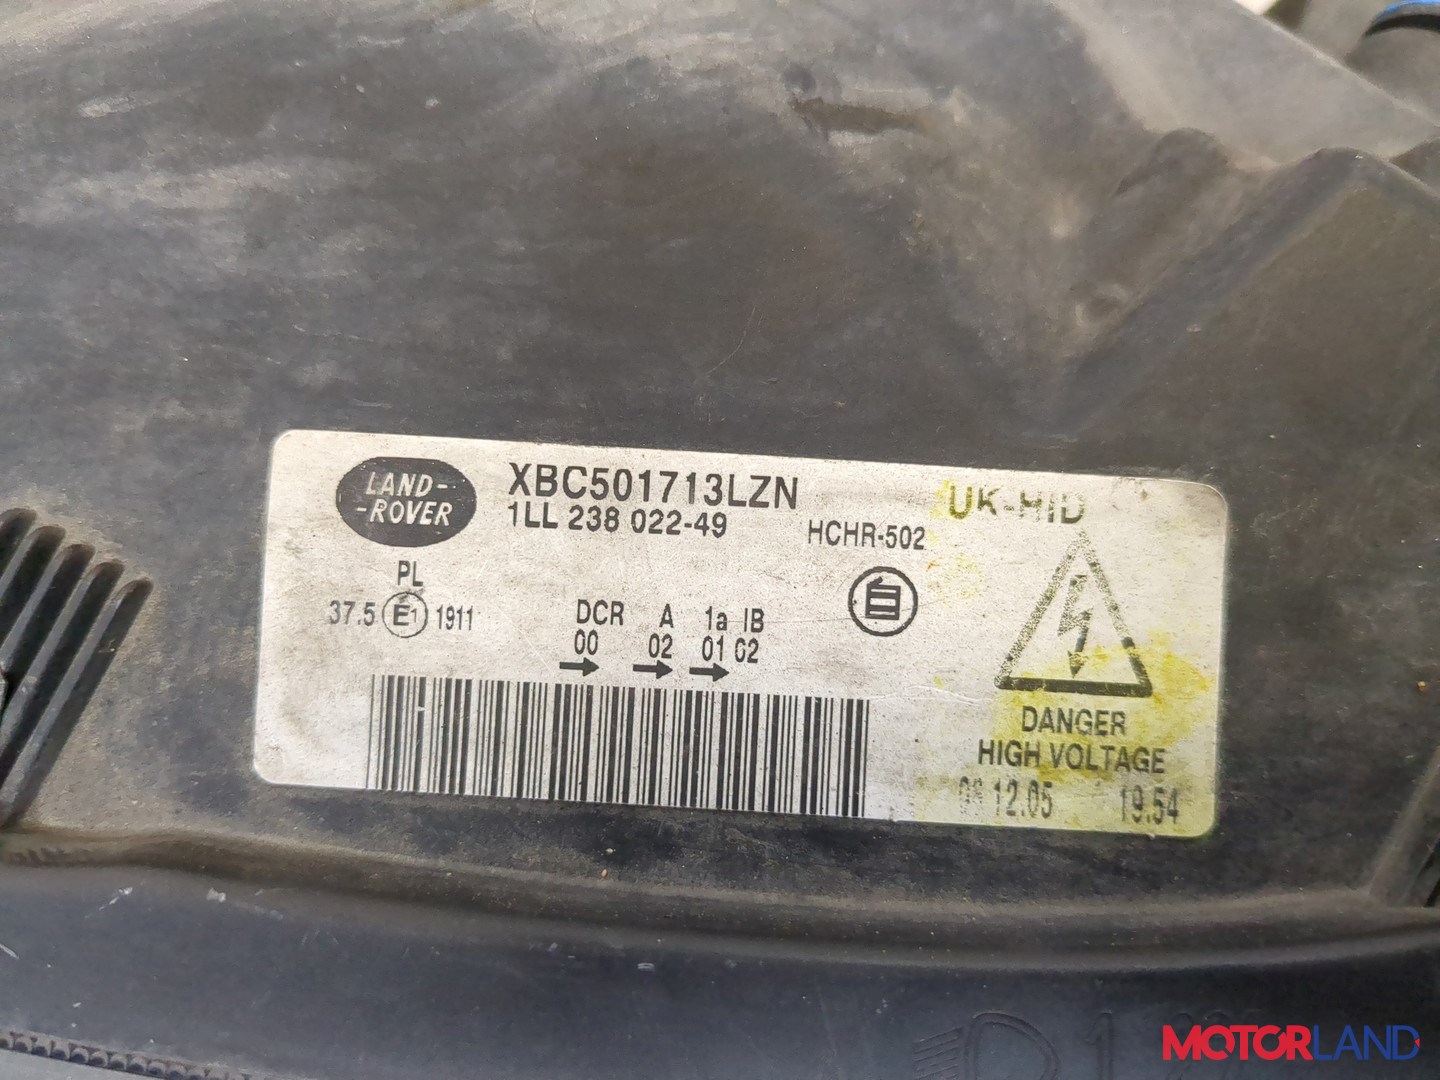 LAND-
-ROVER
XBC501713LZN
1LL 238 022-49
HCHR-502
UK-HID
PL
37.5 E1 1911
DCR A 1a IB
00 02 01 02
自
DANGER
HIGH VOLTAGE
12.05 19.54
MOTORLAND